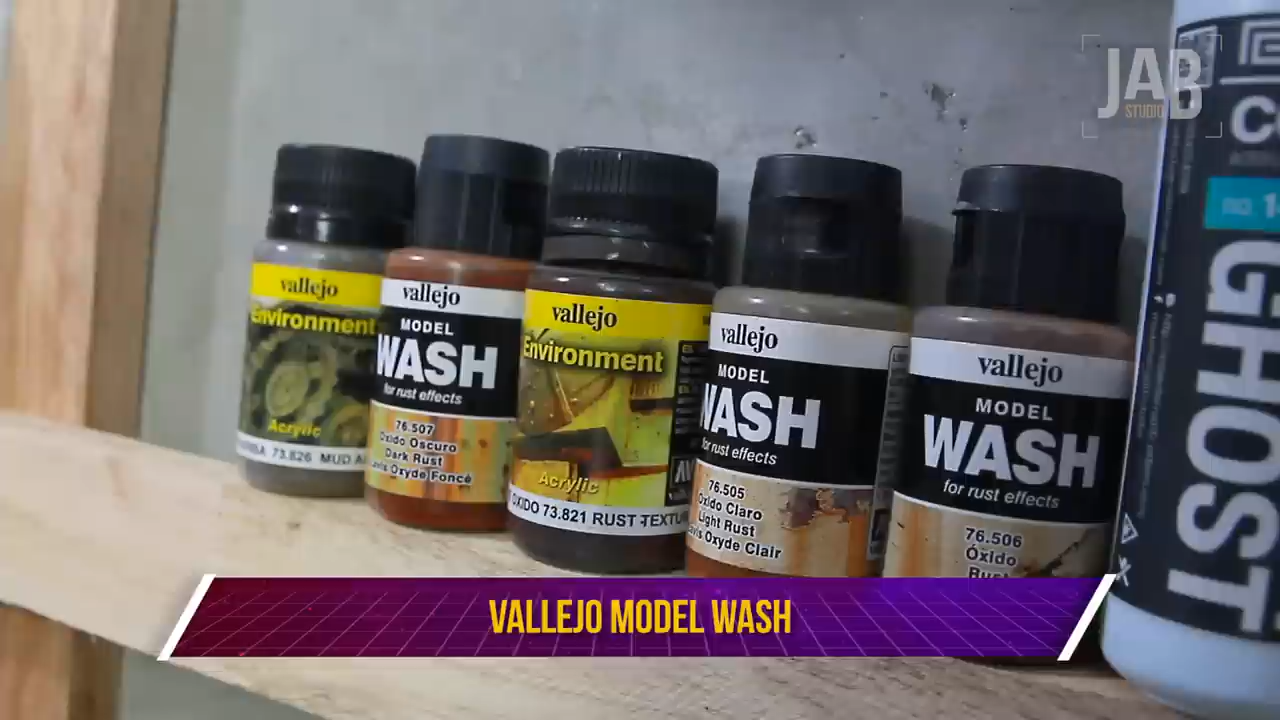 JAB
STUDIO
vallejo
Environment
Acrylic
73.826 MUD
vallejo
MODEL
WASH
for rust effects
76.507
Óxido Oscuro
Dark Rust
Oxyde Foncé
vallejo
Environment
Acrylic
OXIDO 73.821 RUST
vallejo
MODEL
WASH
for rust effects
76.505
Óxido Claro
Light Rust
Oxyde Clair
vallejo
MODEL
WASH
for rust effects
76.506
Óxido
GHOST
VALLEJO MODEL WASH